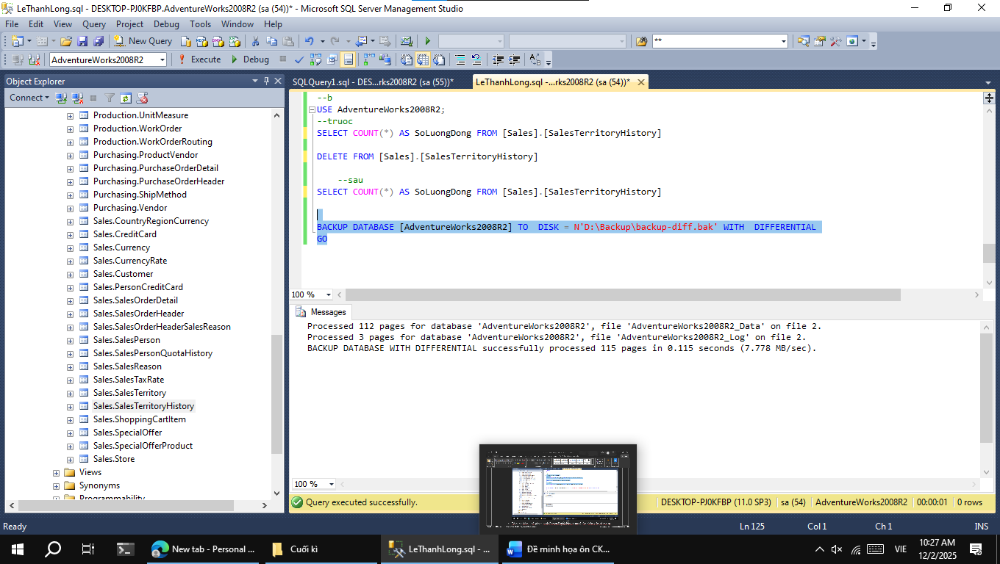 LeThanhLong.sql - DESKTOP-PJ0KFBP.AdventureWorks2008R2 (sa (54))* - Microsoft SQL Server Management Studio
File Edit View Query Project Debug Tools Window Help
New Query **
AdventureWorks2008R2 Execute Debug
Object Explorer
Connect
Production.UnitMeasure
Production.WorkOrder
Production.WorkOrderRouting
Purchasing.ProductVendor
Purchasing.PurchaseOrderDetail
Purchasing.PurchaseOrderHeader
Purchasing.ShipMethod
Purchasing.Vendor
Sales.CountryRegionCurrency
Sales.CreditCard
Sales.Currency
Sales.CurrencyRate
Sales.Customer
Sales.PersonCreditCard
Sales.SalesOrderDetail
Sales.SalesOrderHeader
Sales.SalesOrderHeaderSalesReason
Sales.SalesPerson
Sales.SalesPersonQuotaHistory
Sales.SalesReason
Sales.SalesTaxRate
Sales.SalesTerritory
Sales.SalesTerritoryHistory
Sales.ShoppingCartItem
Sales.SpecialOffer
Sales.SpecialOfferProduct
Sales.Store
Views
Synonyms
Programmability
SQLQuery1.sql - DES...rks2008R2 (sa (55))* LeThanhLong.sql -...rks2008R2 (sa (54))*
--b
USE AdventureWorks2008R2;
--truoc
SELECT COUNT(*) AS SoLuongDong FROM [Sales].[SalesTerritoryHistory]
DELETE FROM [Sales].[SalesTerritoryHistory]
--sau
SELECT COUNT(*) AS SoLuongDong FROM [Sales].[SalesTerritoryHistory]
BACKUP DATABASE [AdventureWorks2008R2] TO  DISK = N'D:\Backup\backup-diff.bak' WITH  DIFFERENTIAL
GO
100 %
Messages
Processed 112 pages for database 'AdventureWorks2008R2', file 'AdventureWorks2008R2_Data' on file 2.
Processed 3 pages for database 'AdventureWorks2008R2', file 'AdventureWorks2008R2_Log' on file 2.
BACKUP DATABASE WITH DIFFERENTIAL successfully processed 115 pages in 0.115 seconds (7.778 MB/sec).
100 %
Query executed successfully. DESKTOP-PJ0KFBP (11.0 SP3) sa (54) AdventureWorks2008R2 00:00:01 0 rows
Ready Ln 125 Col 1 Ch 1 INS
New tab - Personal ... Cuối kì LeThanhLong.sql - ... Đề minh họa ôn CK... VIE 10:27 AM
12/2/2025